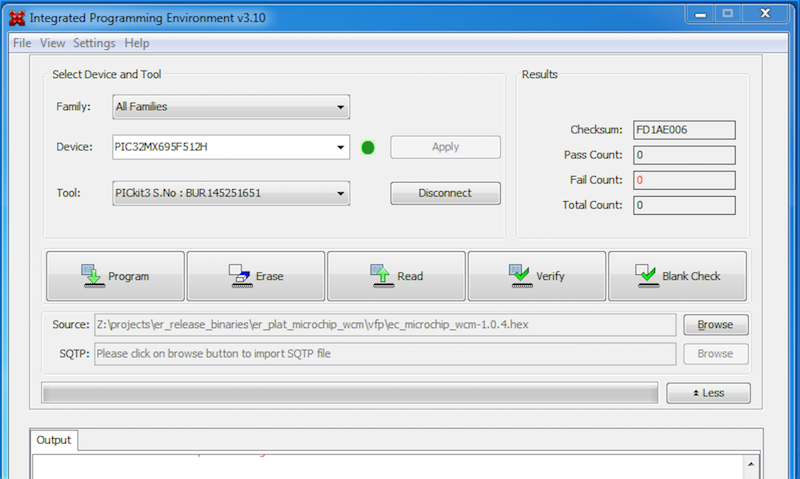 Integrated Programming Environment v3.10
File View Settings Help
Select Device and Tool
Family: All Families
Device: PIC32MX695F512H Apply
Tool: PICkit3 S.No : BUR145251651 Disconnect
Results
Checksum: FD1AE006
Pass Count: 0
Fail Count: 0
Total Count: 0
Program Erase Read Verify Blank Check
Source: Z:\projects\er_release_binaries\er_plat_microchip_wcm\vfp\ec_microchip_wcm-1.0.4.hex Browse
SQTP: Please click on browse button to import SQTP file Browse
Less
Output